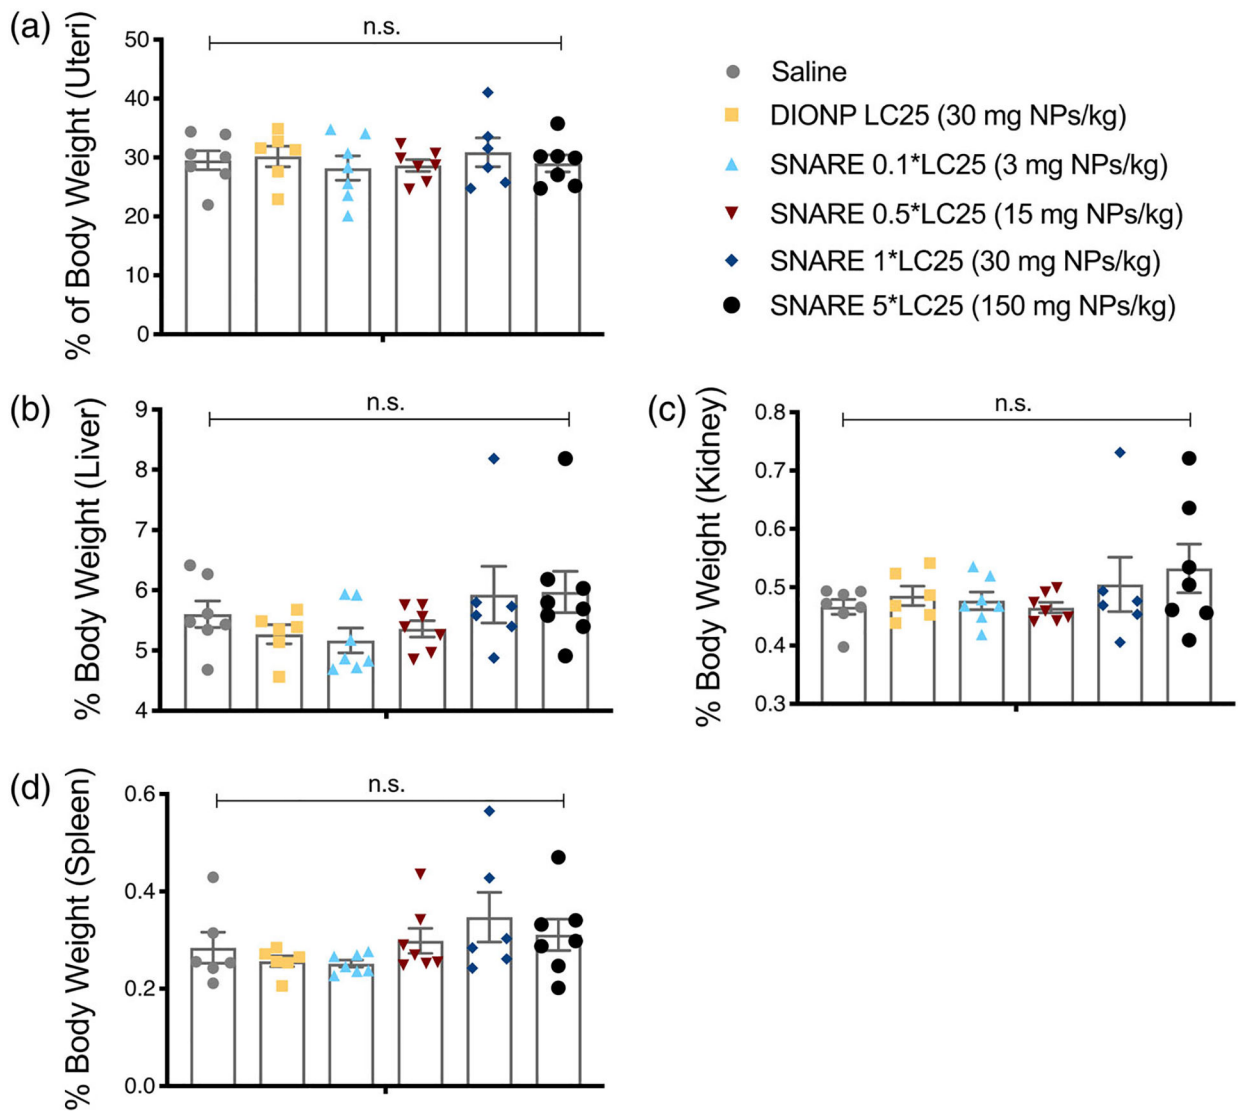 (a)
% of Body Weight (Uteri)
50
40
30
20
10
0
n.s.
Saline
DIONP LC25 (30 mg NPs/kg)
SNARE 0.1*LC25 (3 mg NPs/kg)
SNARE 0.5*LC25 (15 mg NPs/kg)
SNARE 1*LC25 (30 mg NPs/kg)
SNARE 5*LC25 (150 mg NPs/kg)
(b)
% Body Weight (Liver)
9
8
7
6
5
4
n.s.
(c)
% Body Weight (Kidney)
0.8
0.7
0.6
0.5
0.4
0.3
n.s.
(d)
% Body Weight (Spleen)
0.6
0.4
0.2
0.0
n.s.